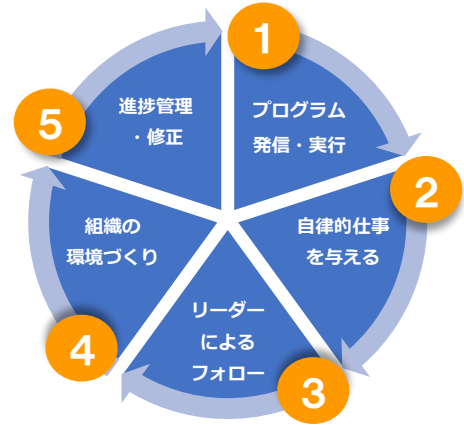 1
プログラム
発信・実行
2
自律的仕事
を与える
3
リーダー
による
フォロー
4
組織の
環境づくり
5
進捗管理
・修正